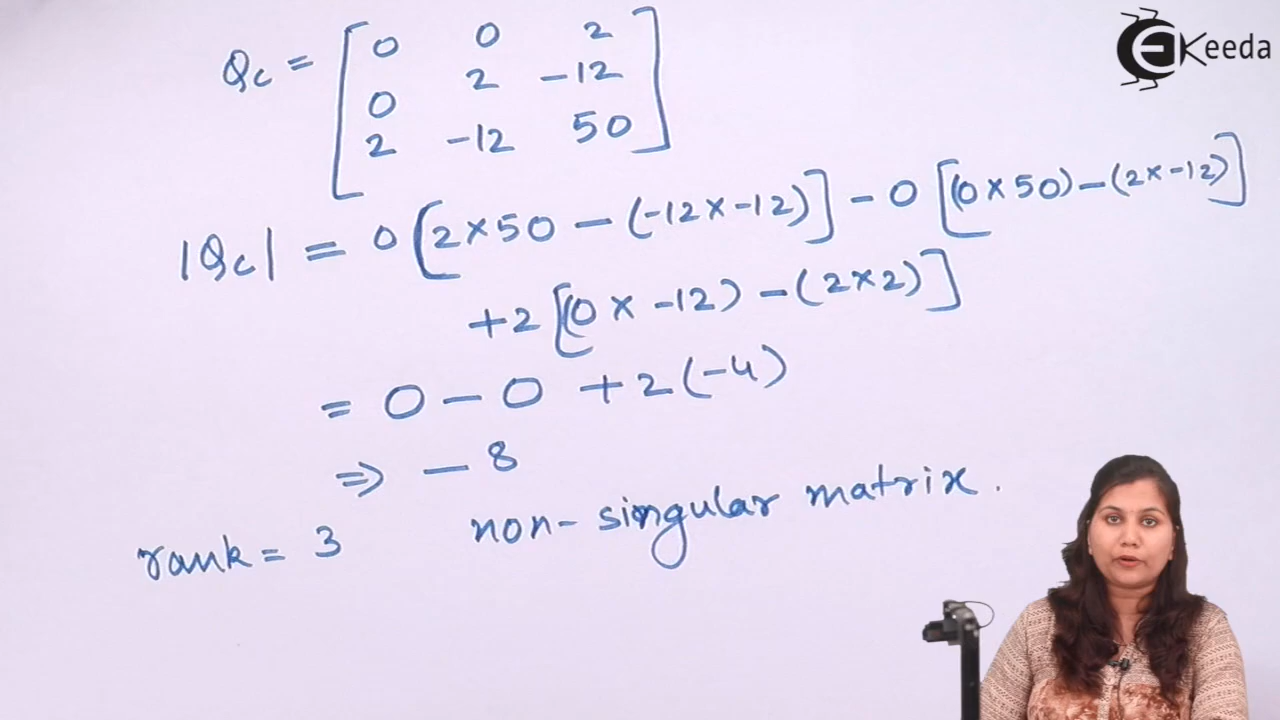 EKeeda
Qc = [ 0 0 2
0 2 -12
2 -12 50 ]
|Qc| = 0 [2×50 - (-12×-12)] - 0 [(0×50) - (2×-12)]
+2 [(0× -12) - (2×2)]
= 0 - 0 + 2(-4)
⇒ - 8
rank = 3 non-singular matrix.